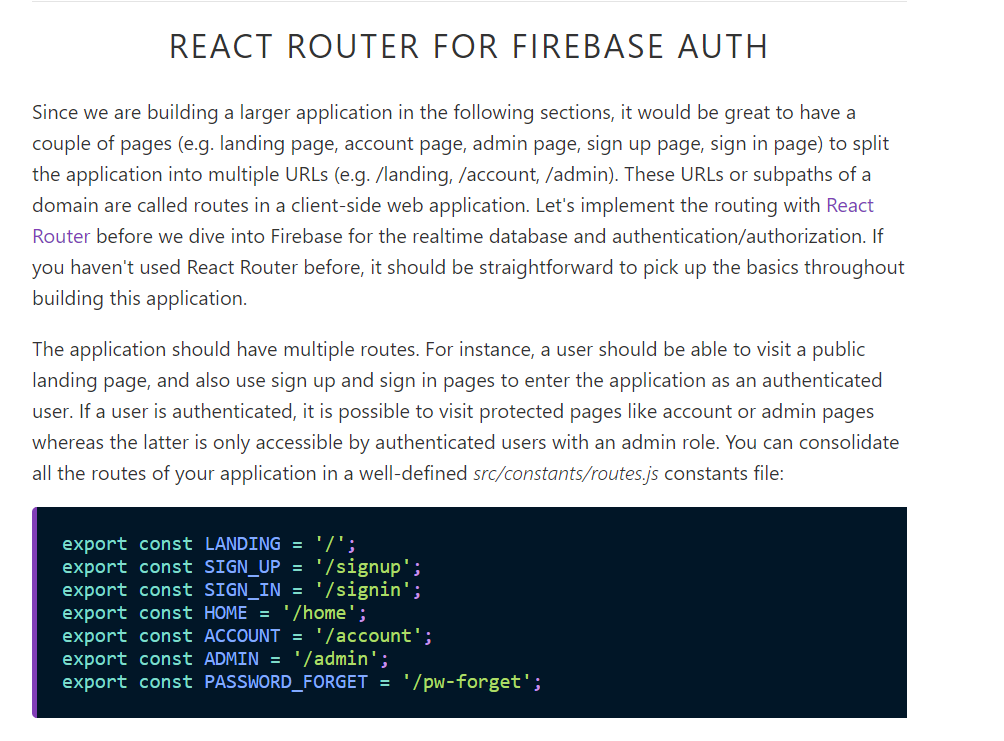 REACT ROUTER FOR FIREBASE AUTH
Since we are building a larger application in the following sections, it would be great to have a
couple of pages (e.g. landing page, account page, admin page, sign up page, sign in page) to split
the application into multiple URLs (e.g. /landing, /account, /admin). These URLs or subpaths of a
domain are called routes in a client-side web application. Let's implement the routing with React
Router before we dive into Firebase for the realtime database and authentication/authorization. If
you haven't used React Router before, it should be straightforward to pick up the basics throughout
building this application.
The application should have multiple routes. For instance, a user should be able to visit a public
landing page, and also use sign up and sign in pages to enter the application as an authenticated
user. If a user is authenticated, it is possible to visit protected pages like account or admin pages
whereas the latter is only accessible by authenticated users with an admin role. You can consolidate
all the routes of your application in a well-defined src/constants/routes.js constants file:
export const LANDING = '/';
export const SIGN_UP = '/signup';
export const SIGN_IN = '/signin';
export const HOME = '/home';
export const ACCOUNT = '/account';
export const ADMIN = '/admin';
export const PASSWORD_FORGET = '/pw-forget';